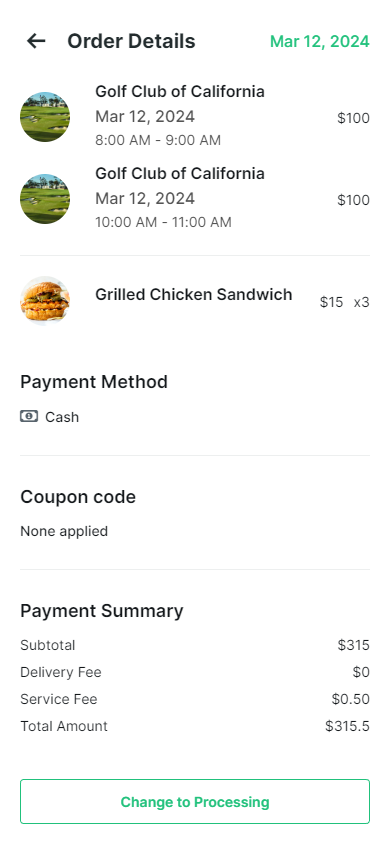 Order Details Mar 12, 2024
Golf Club of California
Mar 12, 2024 $100
8:00 AM - 9:00 AM
Golf Club of California
Mar 12, 2024 $100
10:00 AM - 11:00 AM
Grilled Chicken Sandwich $15 x3
Payment Method
Cash
Coupon code
None applied
Payment Summary
Subtotal $315
Delivery Fee $0
Service Fee $0.50
Total Amount $315.5
Change to Processing